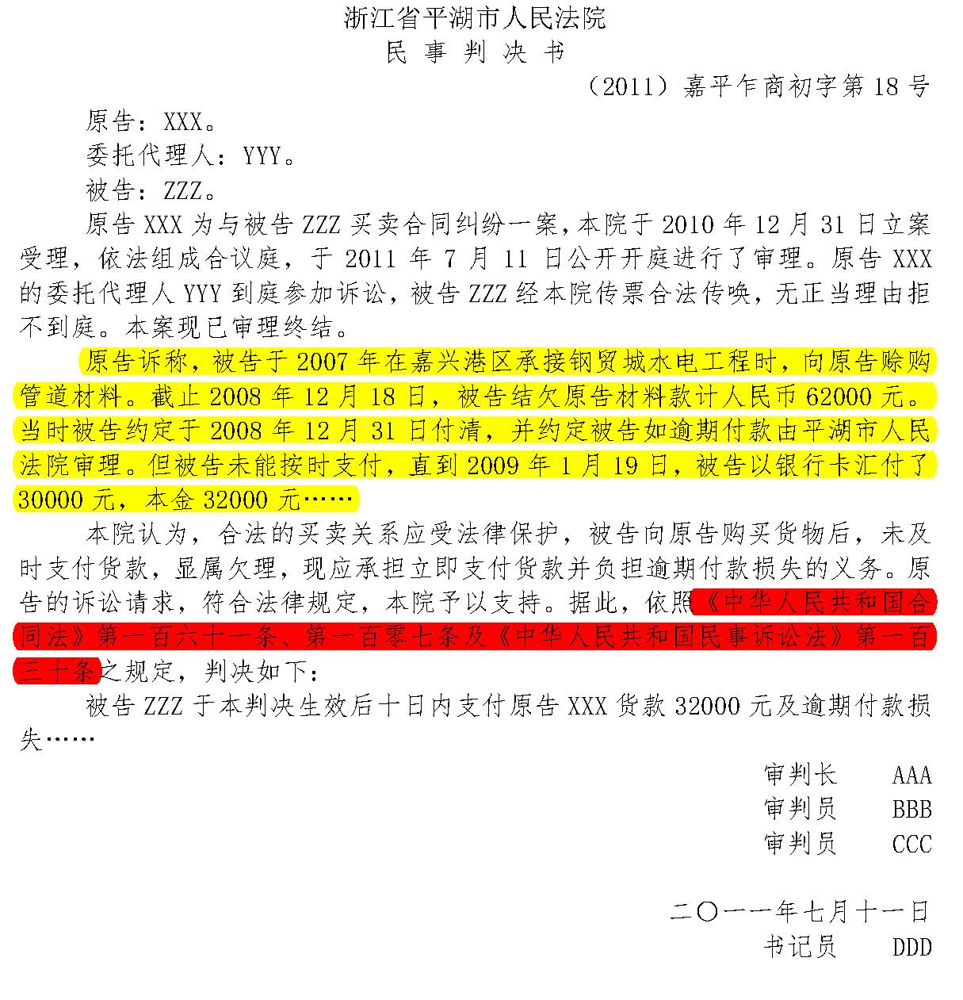 浙江省平湖市人民法院
民事判决书
（2011）嘉平乍商初字第18号
原告：XXX。
委托代理人：YYY。
被告：ZZZ。
原告XXX为与被告ZZZ买卖合同纠纷一案，本院于2010年12月31日立案
受理，依法组成合议庭，于2011年7月11日公开开庭进行了审理。原告XXX
的委托代理人YYY到庭参加诉讼，被告ZZZ经本院传票合法传唤，无正当理由拒
不到庭。本案现已审理终结。
原告诉称，被告于2007年在嘉兴港区承接钢贸城水电工程时，向原告赊购
管道材料。截止2008年12月18日，被告结欠原告材料款计人民币62000元。
当时被告约定于2008年12月31日付清，并约定被告如逾期付款由平湖市人民
法院审理。但被告未能按时支付，直到2009年1月19日，被告以银行卡汇付了
30000元，本金32000元……
本院认为，合法的买卖关系应受法律保护，被告向原告购买货物后，未及
时支付货款，显属欠理，现应承担立即支付货款并负担逾期付款损失的义务。原
告的诉讼请求，符合法律规定，本院予以支持。据此，依照《中华人民共和国合
同法》第一百六十一条、第一百零七条及《中华人民共和国民事诉讼法》第一百
三十条之规定，判决如下：
被告ZZZ于本判决生效后十日内支付原告XXX货款32000元及逾期付款损
失……
审判长 AAA
审判员 BBB
审判员 CCC
二〇一一年七月十一日
书记员 DDD